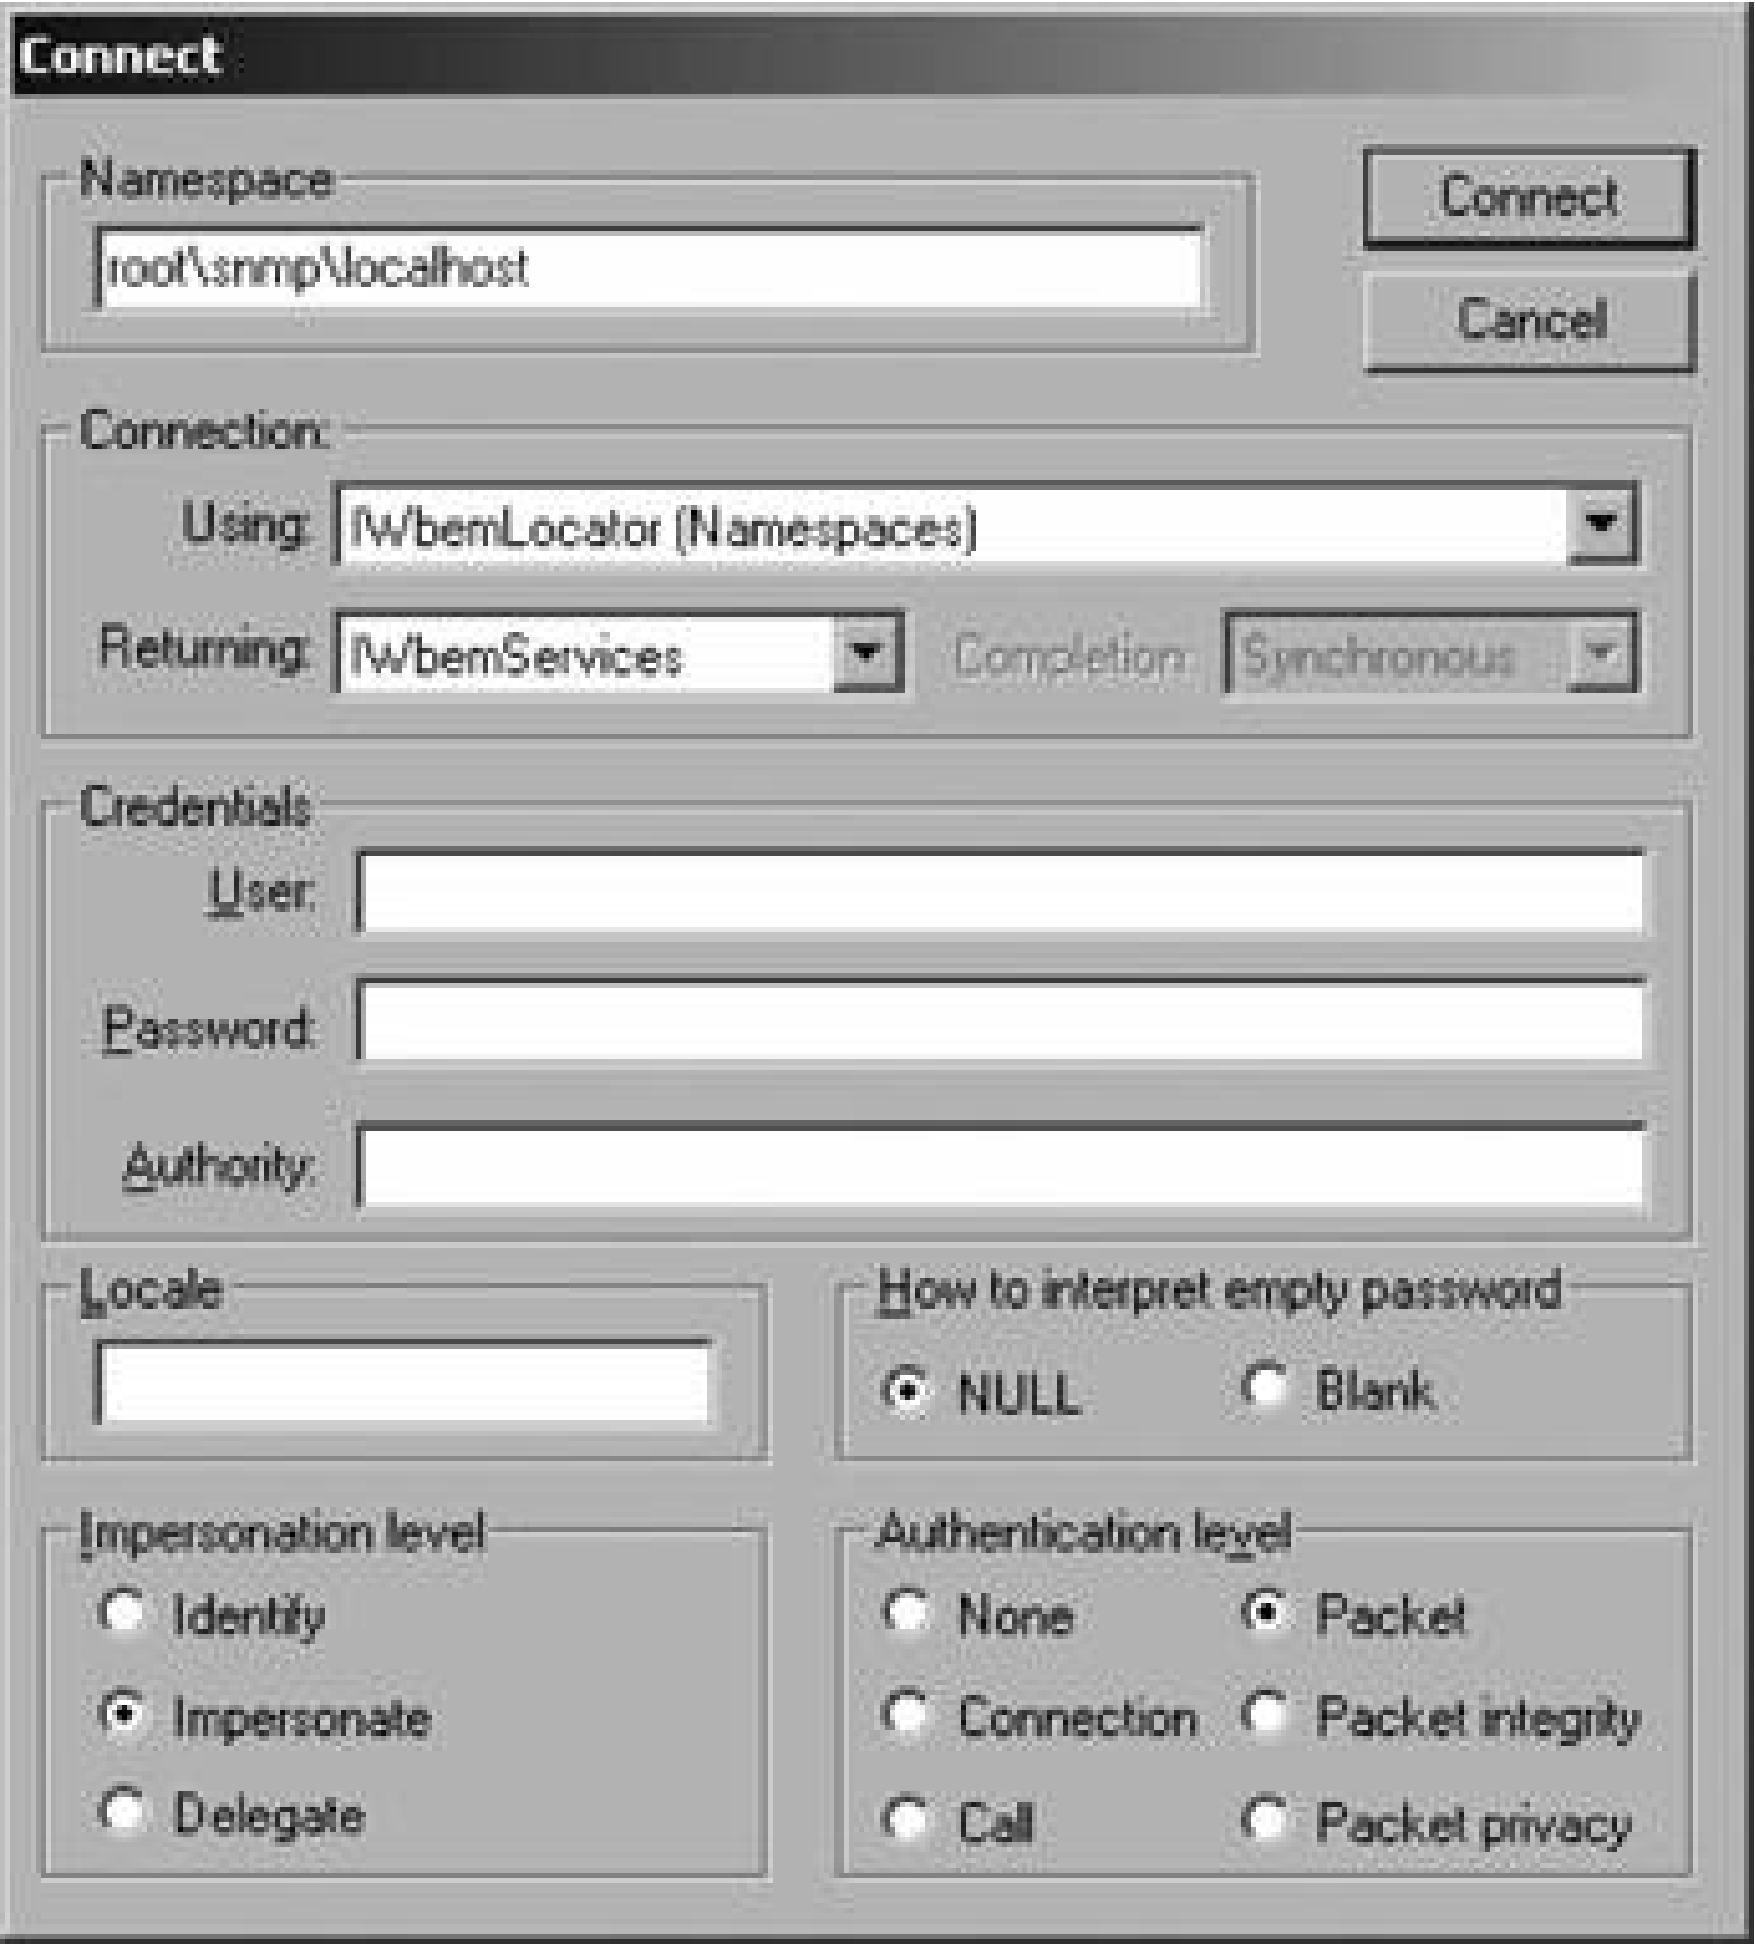 Connect
Namespace
root\snmp\localhost
Connect
Cancel
Connection:
Using: IWbemLocator (Namespaces)
Returning: IWbemServices Completion: Synchronous
Credentials
User:
Password:
Authority:
Locale
How to interpret empty password
NULL Blank
Impersonation level
Identify
Impersonate
Delegate
Authentication level
None Packet
Connection Packet integrity
Call Packet privacy